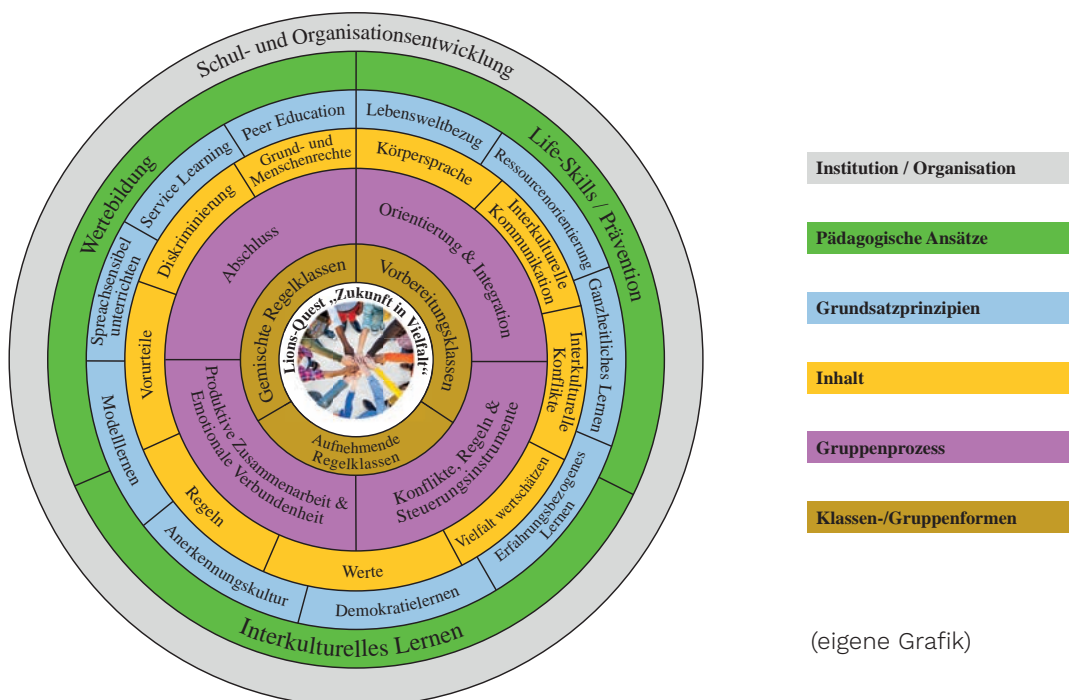 Schul- und Organisationsentwicklung
Wertebildung
Life-Skills / Prävention
Interkulturelles Lernen
Peer Education
Lebensweltbezug
Ressourcenorientierung
Ganzheitliches Lernen
Erfahrungsbezogenes
Lernen
Demokratielernen
Anerkennungskultur
Modelllernen
Spreachsensibel
unterrichten
Service Learning
Grund- und
Menschenrechte
Körpersprache
Interkulturelle
Kommunikation
Interkulturelle
Konflikte
Vielfalt wertschätzen
Werte
Regeln
Vorurteile
Diskriminierung
Abschluss
Orientierung & Integration
Konflikte, Regeln &
Steuerungsinstrumente
Produktive Zusammenarbeit &
Emotionale Verbundenheit
Gemischte Regelklassen
Vorbereitungsklassen
Aufnehmende
Regelklassen
Lions-Quest „Zukunft in Vielfalt“
Institution / Organisation
Pädagogische Ansätze
Grundsatzprinzipien
Inhalt
Gruppenprozess
Klassen-/Gruppenformen
(eigene Grafik)